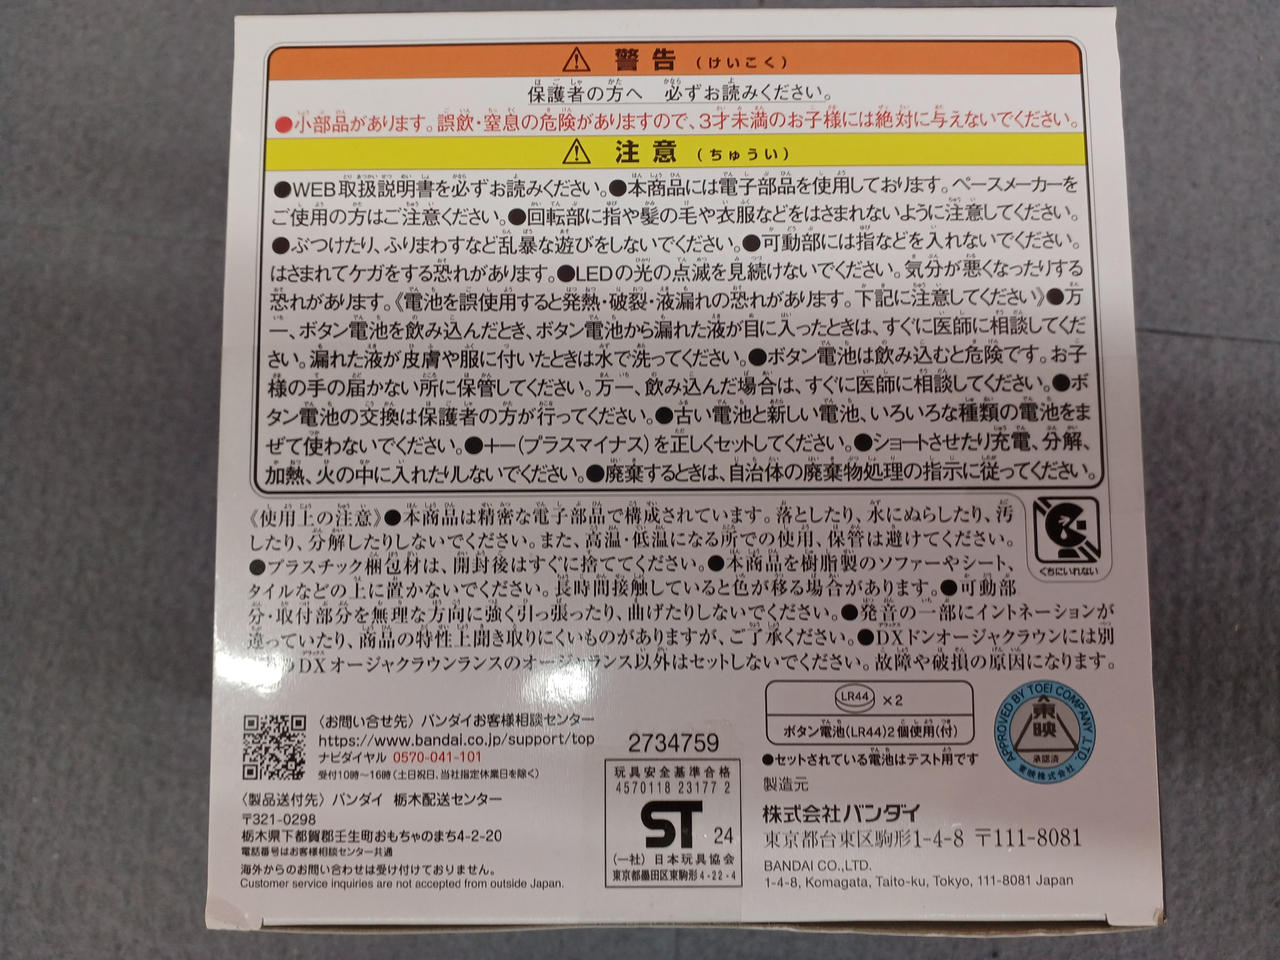 警告（けいこく）
保護者の方へ　必ずお読みください。
●小部品があります。誤飲・窒息の危険がありますので、3才未満のお子様には絶対に与えないでください。
注意（ちゅうい）
●WEB取扱説明書を必ずお読みください。●本商品には電子部品を使用しております。ペースメーカーを
ご使用の方はご注意ください。●回転部に指や髪の毛や衣服などをはさまれないように注意してください。
●ぶつけたり、ふりまわすなど乱暴な遊びをしないでください。●可動部には指などを入れないでください。
はさまれてケガをする恐れがあります。●LEDの光の点滅を見続けないでください。気分が悪くなったりする
恐れがあります。《電池を誤使用すると発熱・破裂・液漏れの恐れがあります。下記に注意してください》●万
一、ボタン電池を飲み込んだとき、ボタン電池から漏れた液が目に入ったときは、すぐに医師に相談してくだ
さい。漏れた液が皮膚や服に付いたときは水で洗ってください。●ボタン電池は飲み込むと危険です。お子
様の手の届かない所に保管してください。万一、飲み込んだ場合は、すぐに医師に相談してください。●ボ
タン電池の交換は保護者の方が行ってください。●古い電池と新しい電池、いろいろな種類の電池をま
ぜて使わないでください。●＋－（プラスマイナス）を正しくセットしてください。●ショートさせたり充電、分解、
加熱、火の中に入れたりしないでください。●廃棄するときは、自治体の廃棄物処理の指示に従ってください。
《使用上の注意》●本商品は精密な電子部品で構成されています。落としたり、水にぬらしたり、汚
したり、分解したりしないでください。また、高温・低温になる所での使用、保管は避けてください。
●プラスチック梱包材は、開封後はすぐに捨ててください。●本商品を樹脂製のソファーやシート、
タイルなどの上に置かないでください。長時間接触していると色が移る場合があります。●可動部
分・取付部分を無理な方向に強く引っ張ったり、曲げたりしないでください。●発音の一部にイントネーションが
違っていたり、商品の特性上聞き取りにくいものがありますが、ご了承ください。●DXドンオージャクラウンには別
のDXオージャクラウンランスのオージャランス以外はセットしないでください。故障や破損の原因になります。
くちにいれない
〈お問い合せ先〉バンダイお客様相談センター
https://www.bandai.co.jp/support/top
ナビダイヤル 0570-041-101
受付10時～16時（土日祝日、当社指定休業日を除く）
〈製品送付先〉バンダイ　栃木配送センター
〒321-0298
栃木県下都賀郡壬生町おもちゃのまち4-2-20
電話番号はお客様相談センター共通
海外からのお問い合わせは受け付けておりません。
Customer service inquiries are not accepted from outside Japan.
2734759
玩具安全基準合格
4570118 23177 2
ST 24
（一社）日本玩具協会
東京都墨田区東駒形4-22-4
LR44 ×2
ボタン電池（LR44）2個使用（付）
●セットされている電池はテスト用です
製造元
株式会社バンダイ
東京都台東区駒形1-4-8 〒111-8081
BANDAI CO.,LTD.
1-4-8, Komagata, Taito-ku, Tokyo, 111-8081 Japan
APPROVED BY TOEI COMPANY, LTD.
東映
承認済
東映株式会社